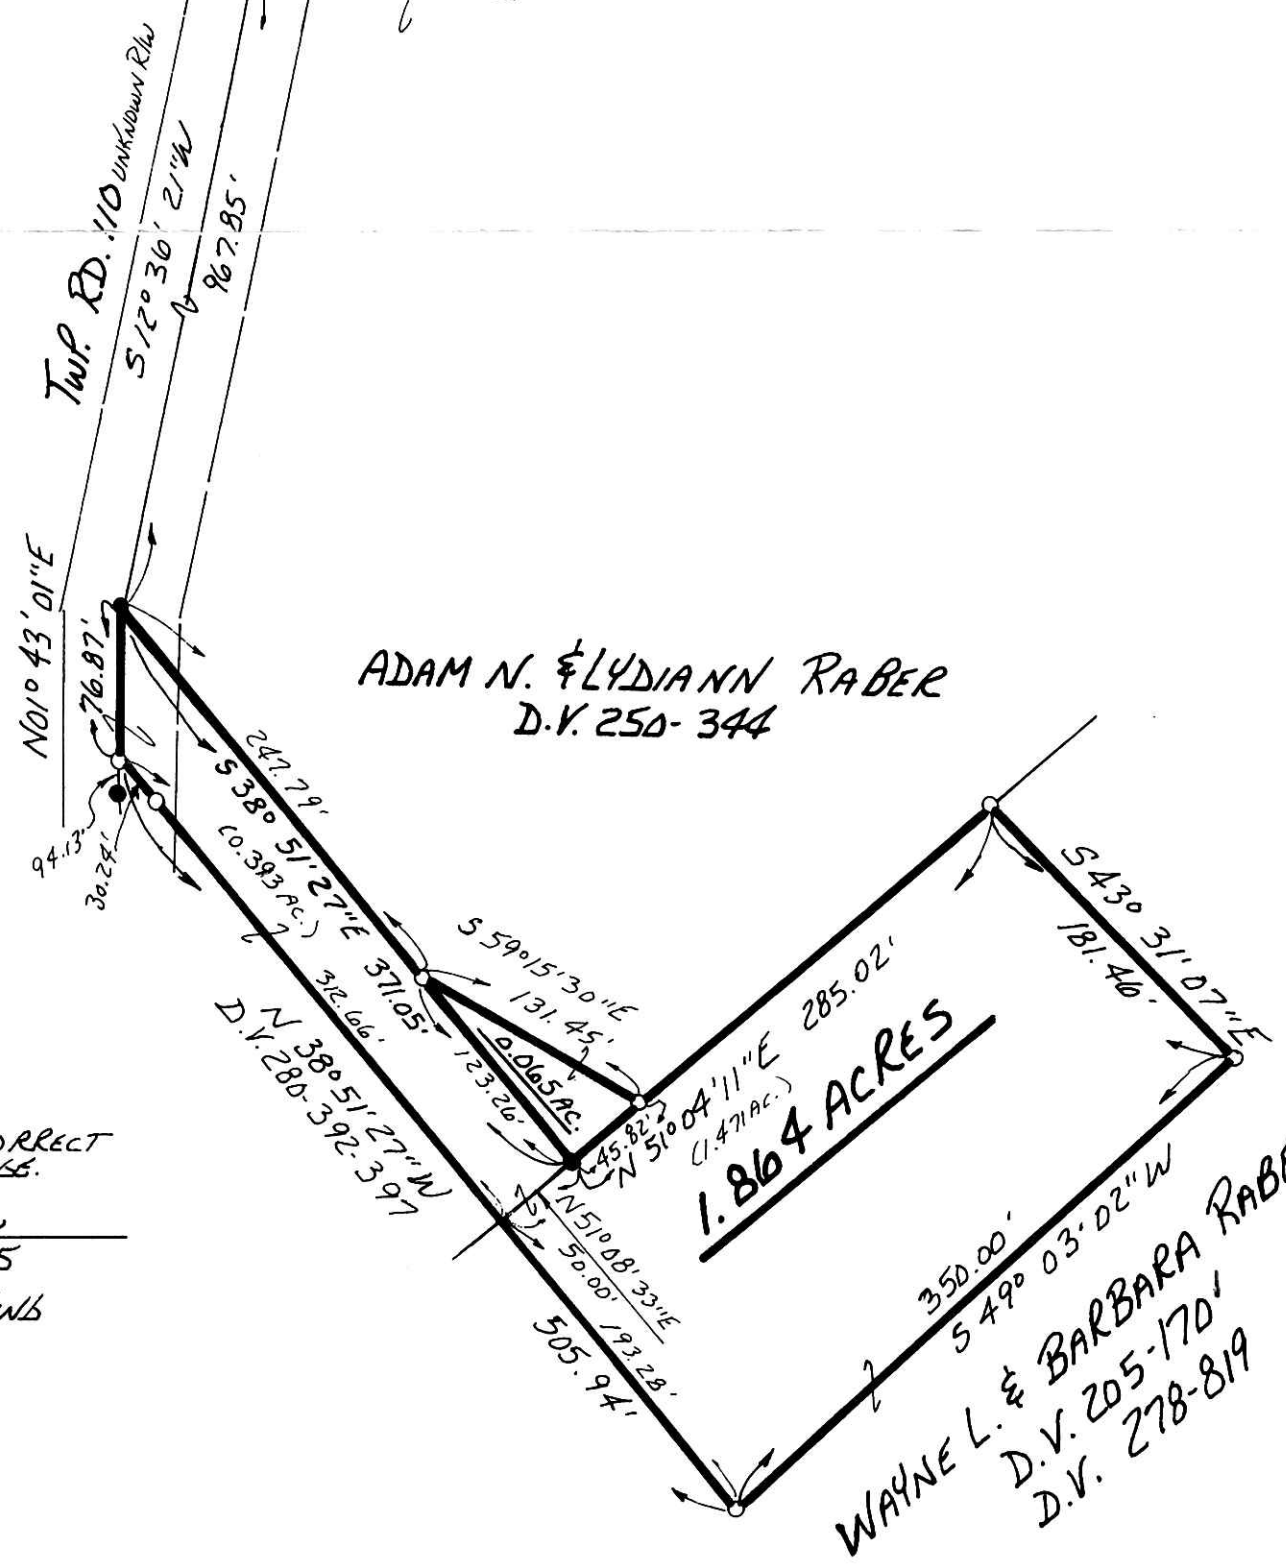 TWP. RD. 110 UNKNOWN R/W
S 12° 36' 21" W
967.85'
N01° 43' 01"E
76.87'
ADAM N. & LYDIANN RABER
D.V. 250-344
247.79'
S 38° 51' 27"E 371.05'
(0.393 AC.)
94.13'
30.24'
S 59°15'30"E
131.45'
0.065 AC.
123.26'
312.66'
N 38° 51' 27" W
D.V. 280-392-397
45.82'
N 51° 04' 11" E 285.02'
(1.471 AC.)
1.864 ACRES
S 43° 31' 07" E
181.46'
N51°08'33"E
50.00'
193.28'
505.94'
350.00'
S 49° 03' 02" W
WAYNE L. & BARBARA
D.V. 205-170
D.V. 278-819